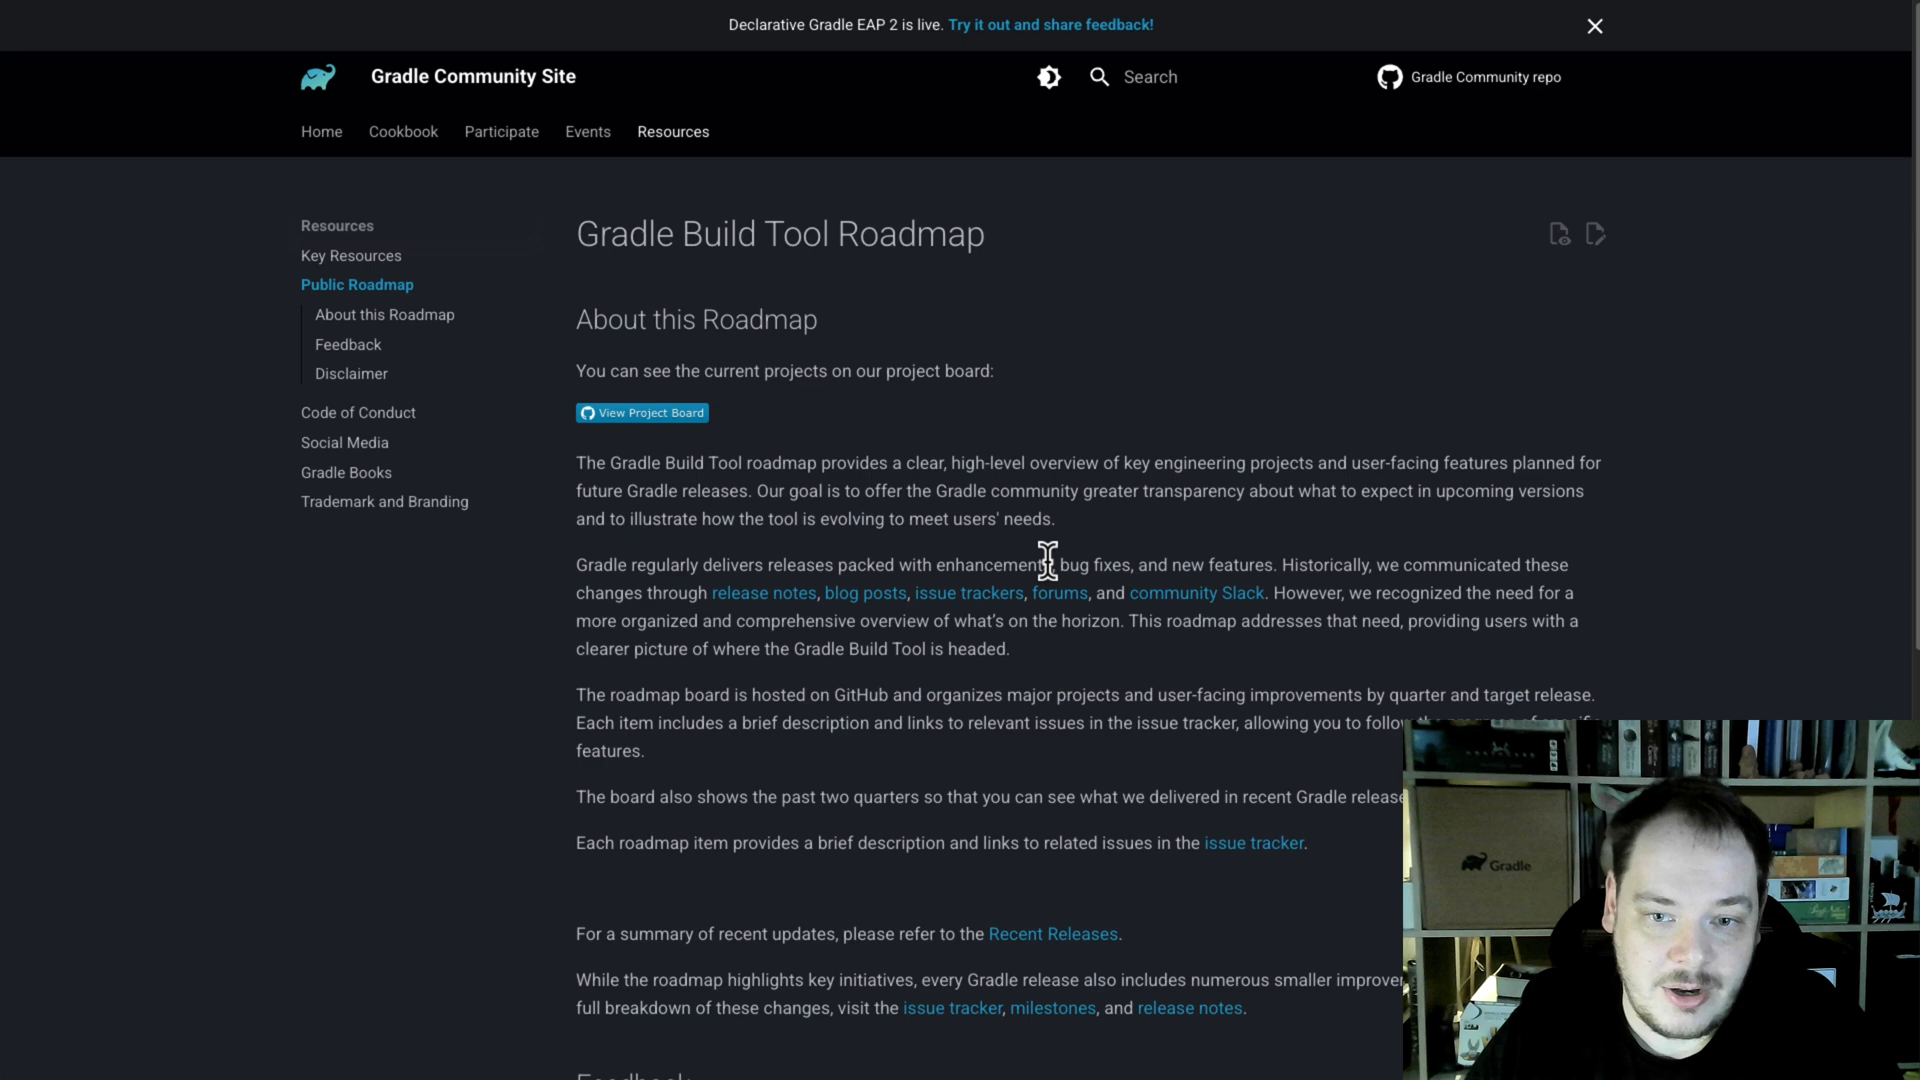 Declarative Gradle EAP 2 is live. Try it out and share feedback!
Gradle Community Site
Search
Gradle Community repo
Home
Cookbook
Participate
Events
Resources
Resources
Key Resources
Public Roadmap
About this Roadmap
Feedback
Disclaimer
Code of Conduct
Social Media
Gradle Books
Trademark and Branding
Gradle Build Tool Roadmap
About this Roadmap
You can see the current projects on our project board:
View Project Board
The Gradle Build Tool roadmap provides a clear, high-level overview of key engineering projects and user-facing features planned for
future Gradle releases. Our goal is to offer the Gradle community greater transparency about what to expect in upcoming versions
and to illustrate how the tool is evolving to meet users' needs.
Gradle regularly delivers releases packed with enhancements, bug fixes, and new features. Historically, we communicated these
changes through release notes, blog posts, issue trackers, forums, and community Slack. However, we recognized the need for a
more organized and comprehensive overview of what's on the horizon. This roadmap addresses that need, providing users with a
clearer picture of where the Gradle Build Tool is headed.
The roadmap board is hosted on GitHub and organizes major projects and user-facing improvements by quarter and target release.
Each item includes a brief description and links to relevant issues in the issue tracker, allowing you to follow
features.
The board also shows the past two quarters so that you can see what we delivered in recent Gradle release
Each roadmap item provides a brief description and links to related issues in the issue tracker.
For a summary of recent updates, please refer to the Recent Releases.
While the roadmap highlights key initiatives, every Gradle release also includes numerous smaller improve
full breakdown of these changes, visit the issue tracker, milestones, and release notes.
Feedback
Gradle